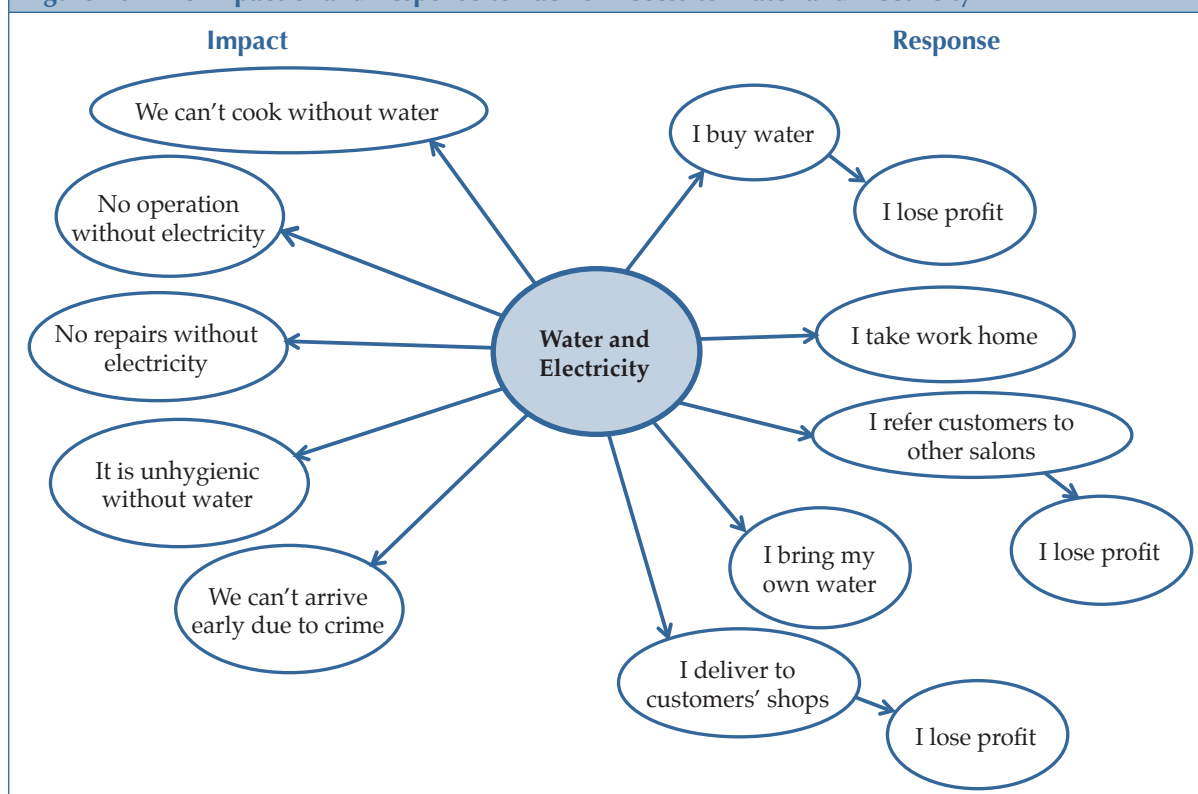 Impact
Response
We can't cook without water
No operation
without electricity
No repairs without
electricity
It is unhygienic
without water
We can't arrive
early due to crime
Water and
Electricity
I buy water
I lose profit
I take work home
I refer customers to
other salons
I lose profit
I bring my
own water
I deliver to
customers' shops
I lose profit